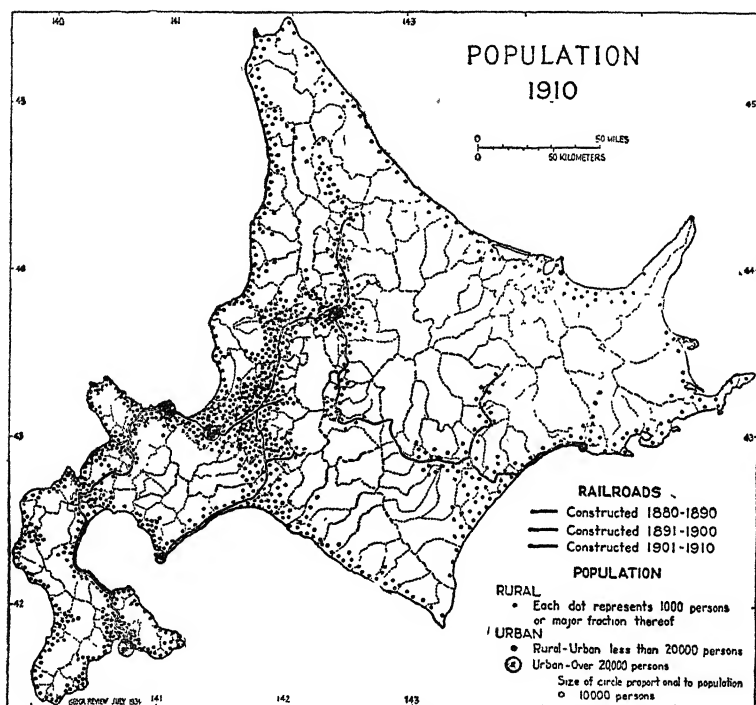 140
141
143
POPULATION
1910
45
45
0 50 MILES
0 50 KILOMETERS
44
43
43
RAILROADS
Constructed 1880-1890
Constructed 1891-1900
Constructed 1901-1910
POPULATION
RURAL
Each dot represents 1000 persons
or major fraction thereof
URBAN
Rural-Urban less than 20000 persons
Urban-Over 20000 persons
Size of circle proportional to population
10000 persons
42
REVIEW JULY 1934
141
142
143